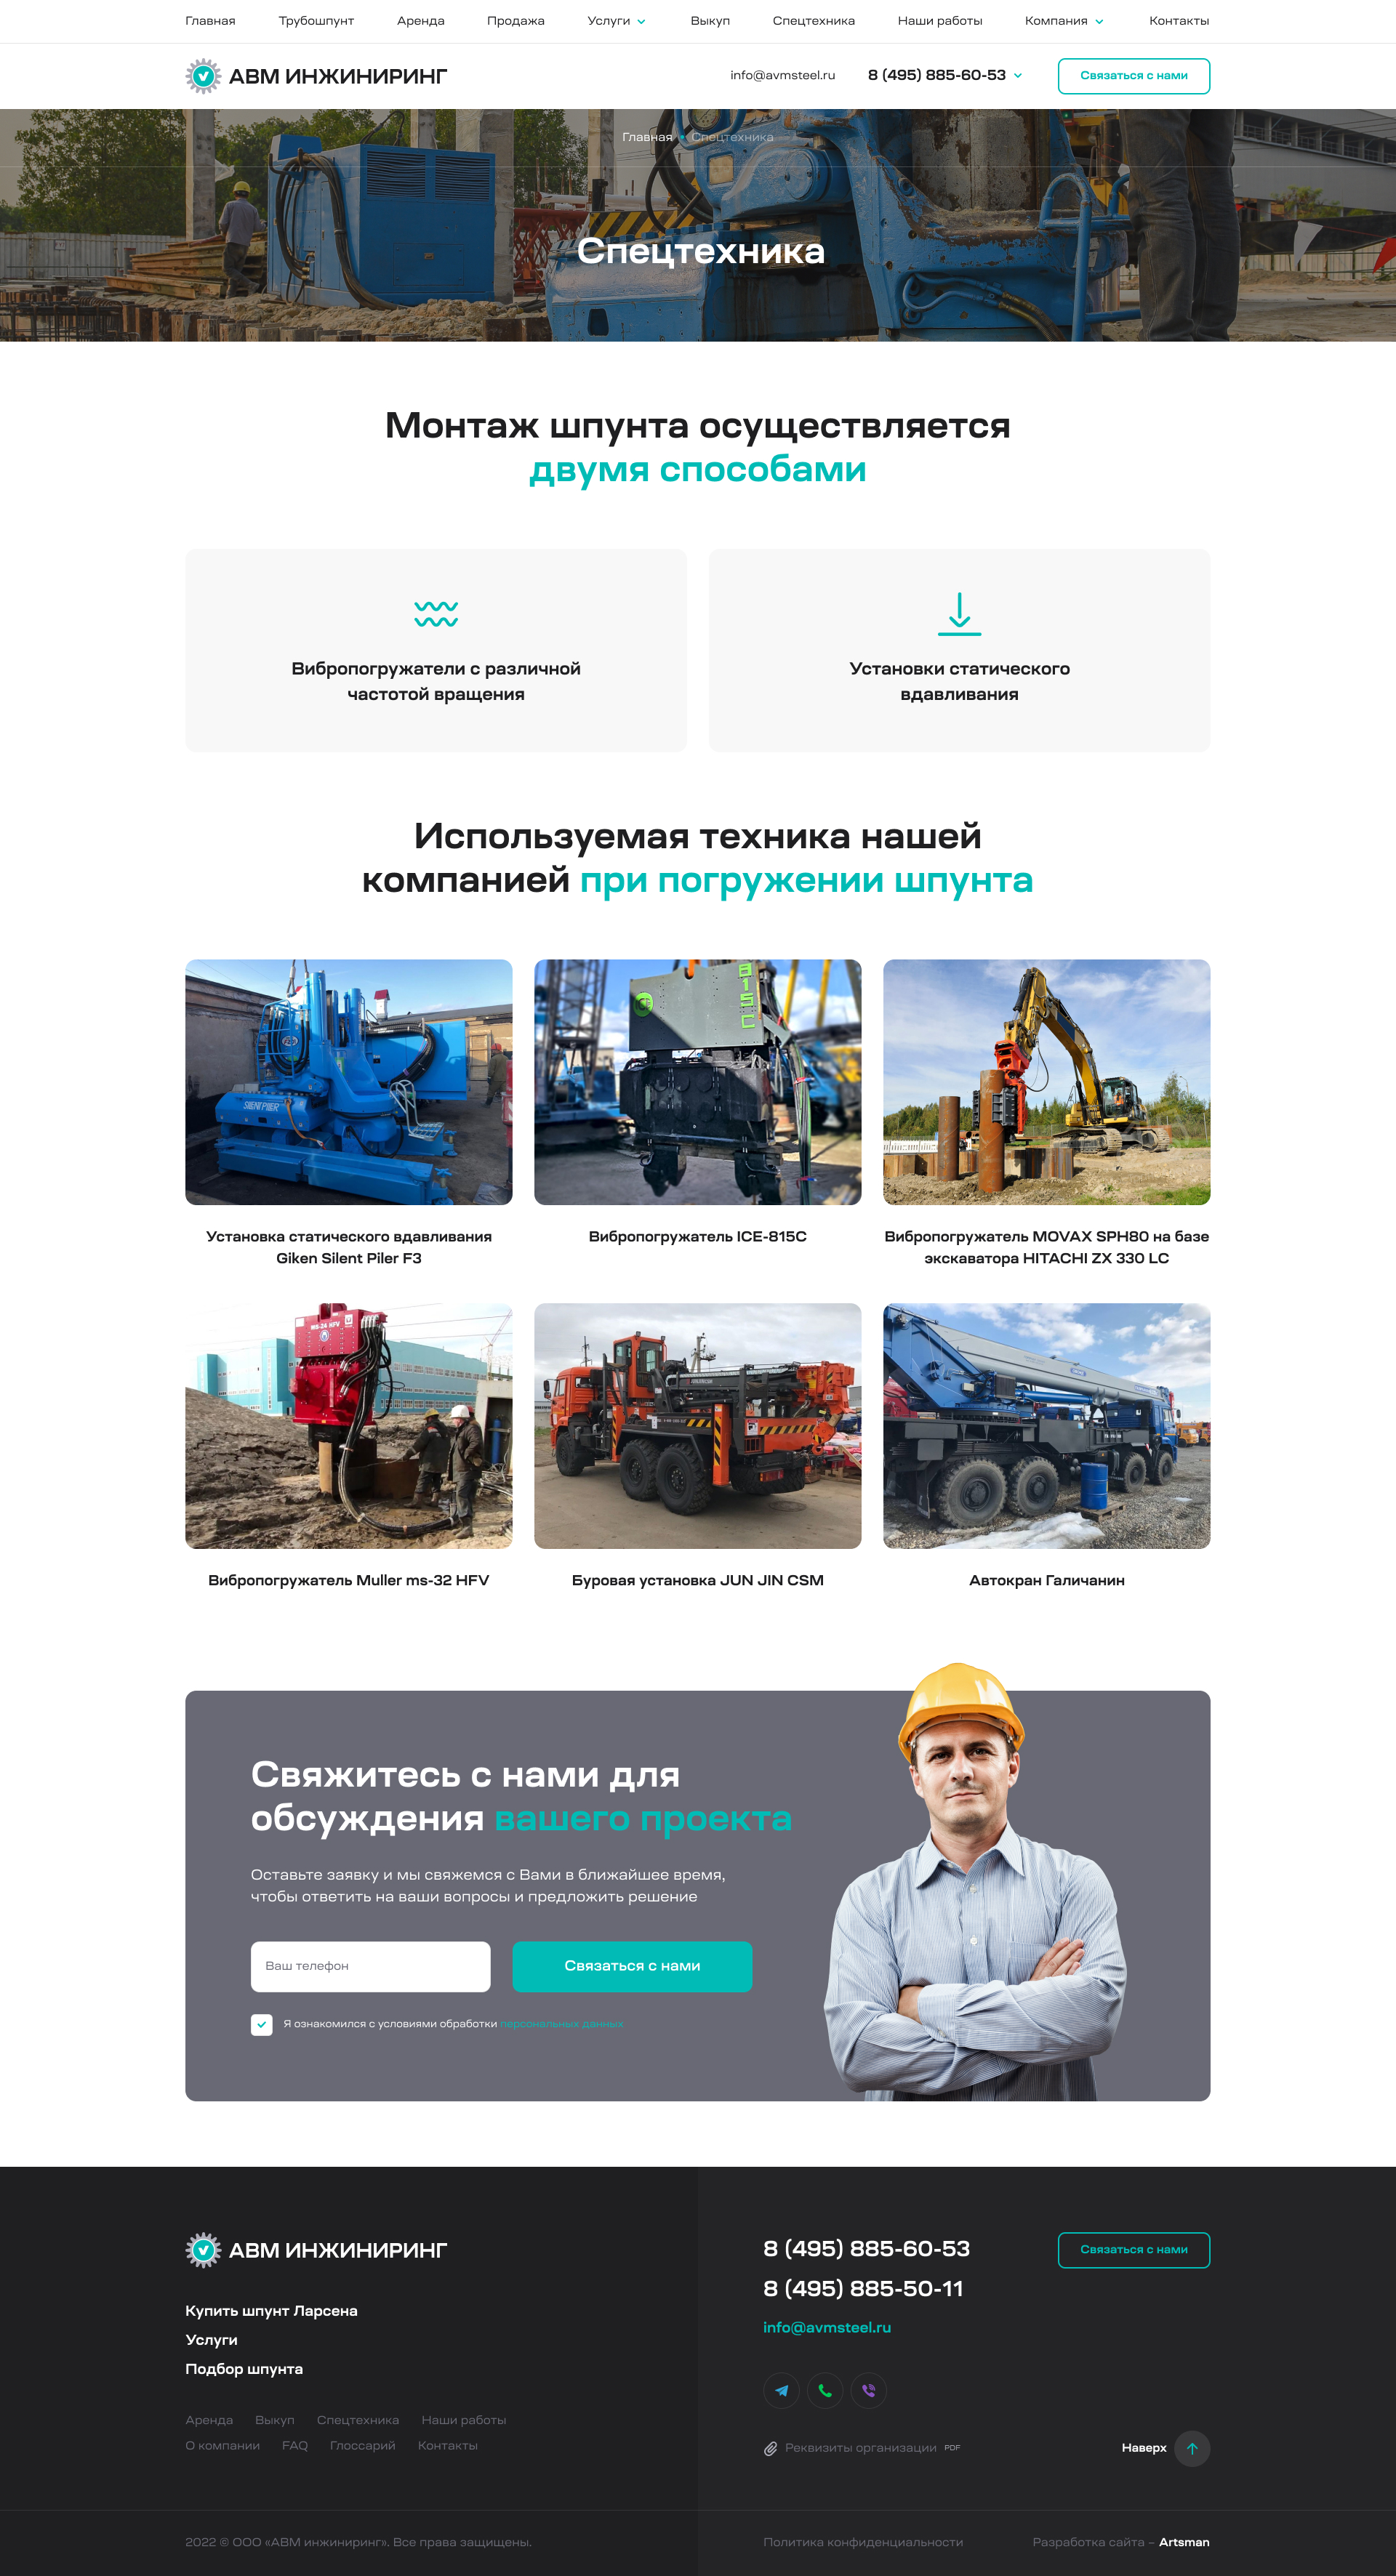 Главная Трубошпунт Аренда Продажа Услуги Выкуп Спецтехника Наши работы Компания Контакты
АВМ ИНЖИНИРИНГ info@avmsteel.ru 8 (495) 885-60-53 Связаться с нами
Главная Спецтехника
Спецтехника
Монтаж шпунта осуществляется
двумя способами
Вибропогружатели с различной
частотой вращения
Установки статического
вдавливания
Используемая техника нашей
компанией при погружении шпунта
SILENT PILER
815C
Установка статического вдавливания
Giken Silent Piler F3
Вибропогружатель ICE-815C
Вибропогружатель MOVAX SPH80 на базе
экскаватора HITACHI ZX 330 LC
Вибропогружатель Muller ms-32 HFV
Буровая установка JUN JIN CSM
Автокран Галичанин
Свяжитесь с нами для
обсуждения вашего проекта
Оставьте заявку и мы свяжемся с Вами в ближайшее время,
чтобы ответить на ваши вопросы и предложить решение
Ваш телефон Связаться с нами
Я ознакомился с условиями обработки персональных данных
АВМ ИНЖИНИРИНГ
Купить шпунт Ларсена
Услуги
Подбор шпунта
Аренда Выкуп Спецтехника Наши работы
О компании FAQ Глоссарий Контакты
8 (495) 885-60-53
8 (495) 885-50-11
info@avmsteel.ru
Связаться с нами
Реквизиты организации PDF
Наверх
2022 © ООО «АВМ инжиниринг». Все права защищены.
Политика конфиденциальности
Разработка сайта – Artsman